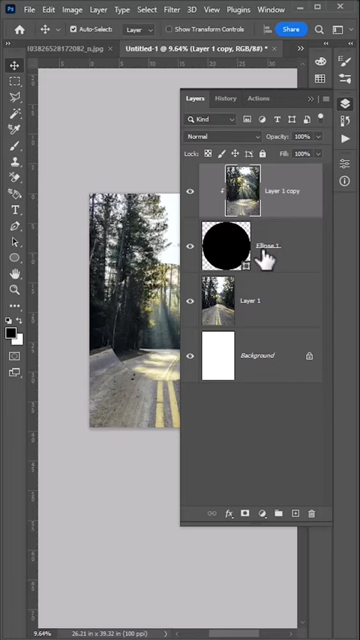 Ps File Edit Image Layer Type Select Filter 3D View Plugins Window
Auto-Select: Layer Show Transform Controls Share
I03826528172082_n.jpg × Untitled-1 @ 9.64% (Layer 1 copy, RGB/8#) * ×
Layers History Actions
Kind
Normal Opacity: 100%
Lock: Fill: 100%
Layer 1 copy
Ellipse 1
Layer 1
Background
fx
9.64% 26.21 in x 39.32 in (100 ppi)